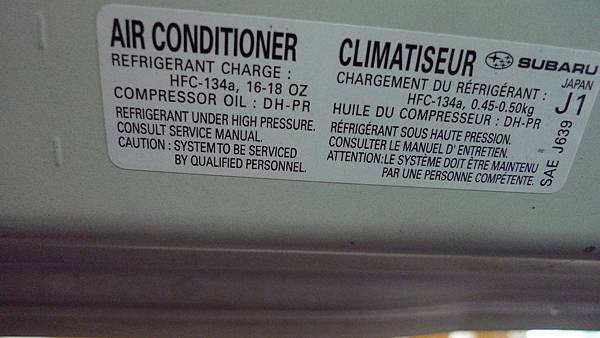 AIR CONDITIONER
REFRIGERANT CHARGE :
HFC-134a, 16-18 OZ
COMPRESSOR OIL : DH-PR
REFRIGERANT UNDER HIGH PRESSURE.
CONSULT SERVICE MANUAL.
CAUTION : SYSTEM TO BE SERVICED
BY QUALIFIED PERSONNEL.
CLIMATISEUR
SUBARU
JAPAN
CHARGEMENT DU RÉFRIGÉRANT :
HFC-134a, 0.45-0.50kg
J1
HUILE DU COMPRESSEUR : DH-PR
RÉFRIGÉRANT SOUS HAUTE PRESSION.
CONSULTER LE MANUEL D' ENTRETIEN.
ATTENTION:LE SYSTÈME DOIT ÊTRE MAINTENU
PAR UNE PERSONNE COMPÉTENTE.
SAE J639